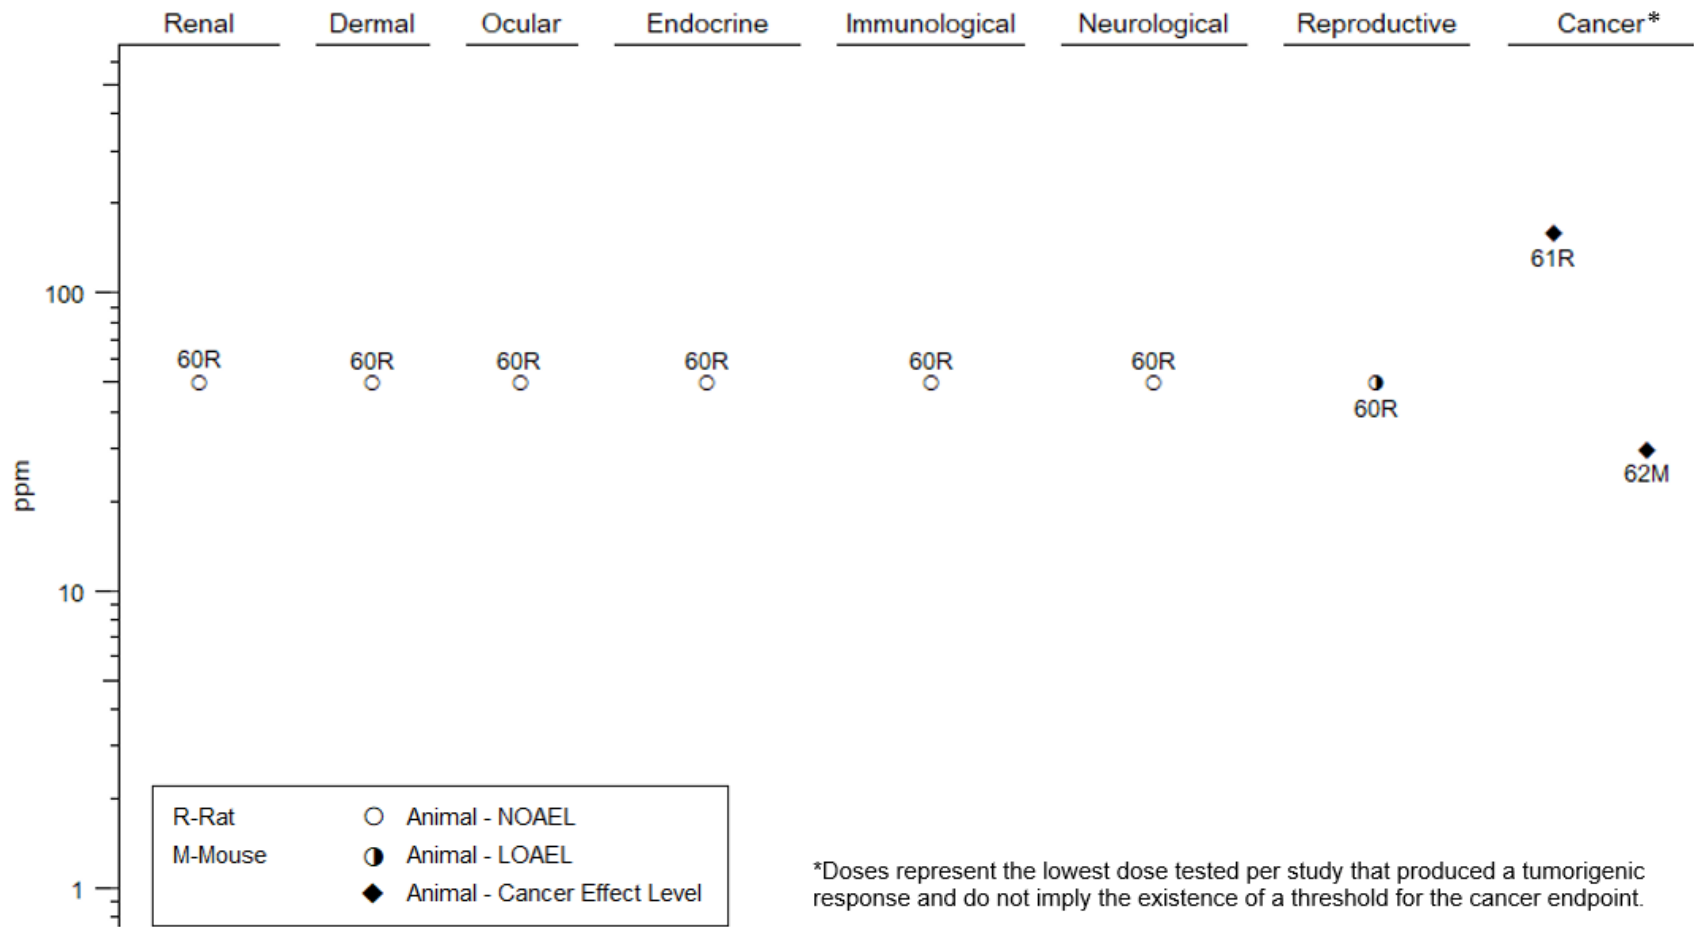 Renal Dermal Ocular Endocrine Immunological Neurological Reproductive Cancer*
61R
100
60R 60R 60R 60R 60R 60R
60R
ppm
62M
10
1
R-Rat Animal - NOAEL
M-Mouse Animal - LOAEL
Animal - Cancer Effect Level
*Doses represent the lowest dose tested per study that produced a tumorigenic
response and do not imply the existence of a threshold for the cancer endpoint.